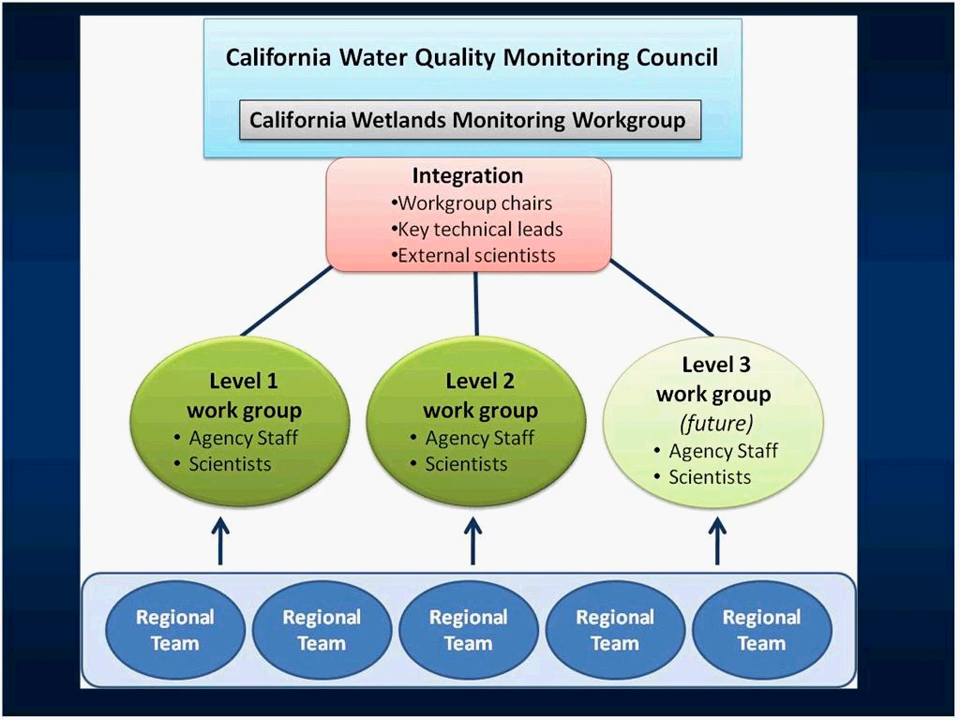 California Water Quality Monitoring Council
California Wetlands Monitoring Workgroup
Integration
•Workgroup chairs
•Key technical leads
•External scientists
Level 1
work group
• Agency Staff
• Scientists
Level 2
work group
• Agency Staff
• Scientists
Level 3
work group
(future)
• Agency Staff
• Scientists
Regional
Team
Regional
Team
Regional
Team
Regional
Team
Regional
Team